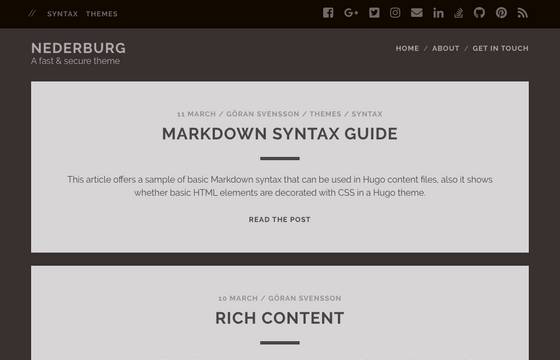 // SYNTAX THEMES
NEDERBURG
A fast & secure theme
HOME / ABOUT / GET IN TOUCH
11 MARCH / GÖRAN SVENSSON / THEMES / SYNTAX
MARKDOWN SYNTAX GUIDE
This article offers a sample of basic Markdown syntax that can be used in Hugo content files, also it shows
whether basic HTML elements are decorated with CSS in a Hugo theme.
READ THE POST
10 MARCH / GÖRAN SVENSSON
RICH CONTENT